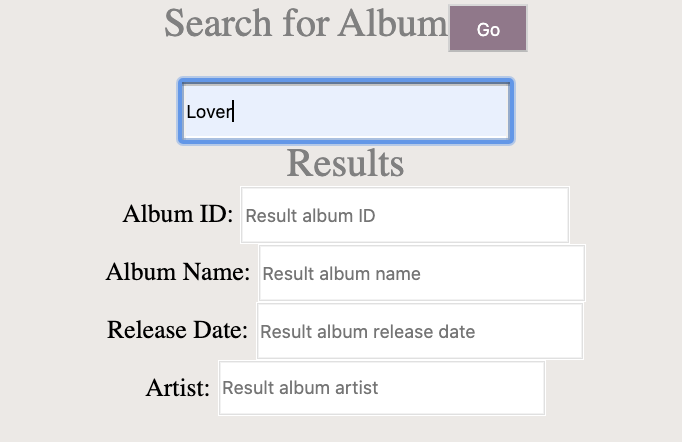 Search for Album Go
Lover
Results
Album ID: Result album ID
Album Name: Result album name
Release Date: Result album release date
Artist: Result album artist